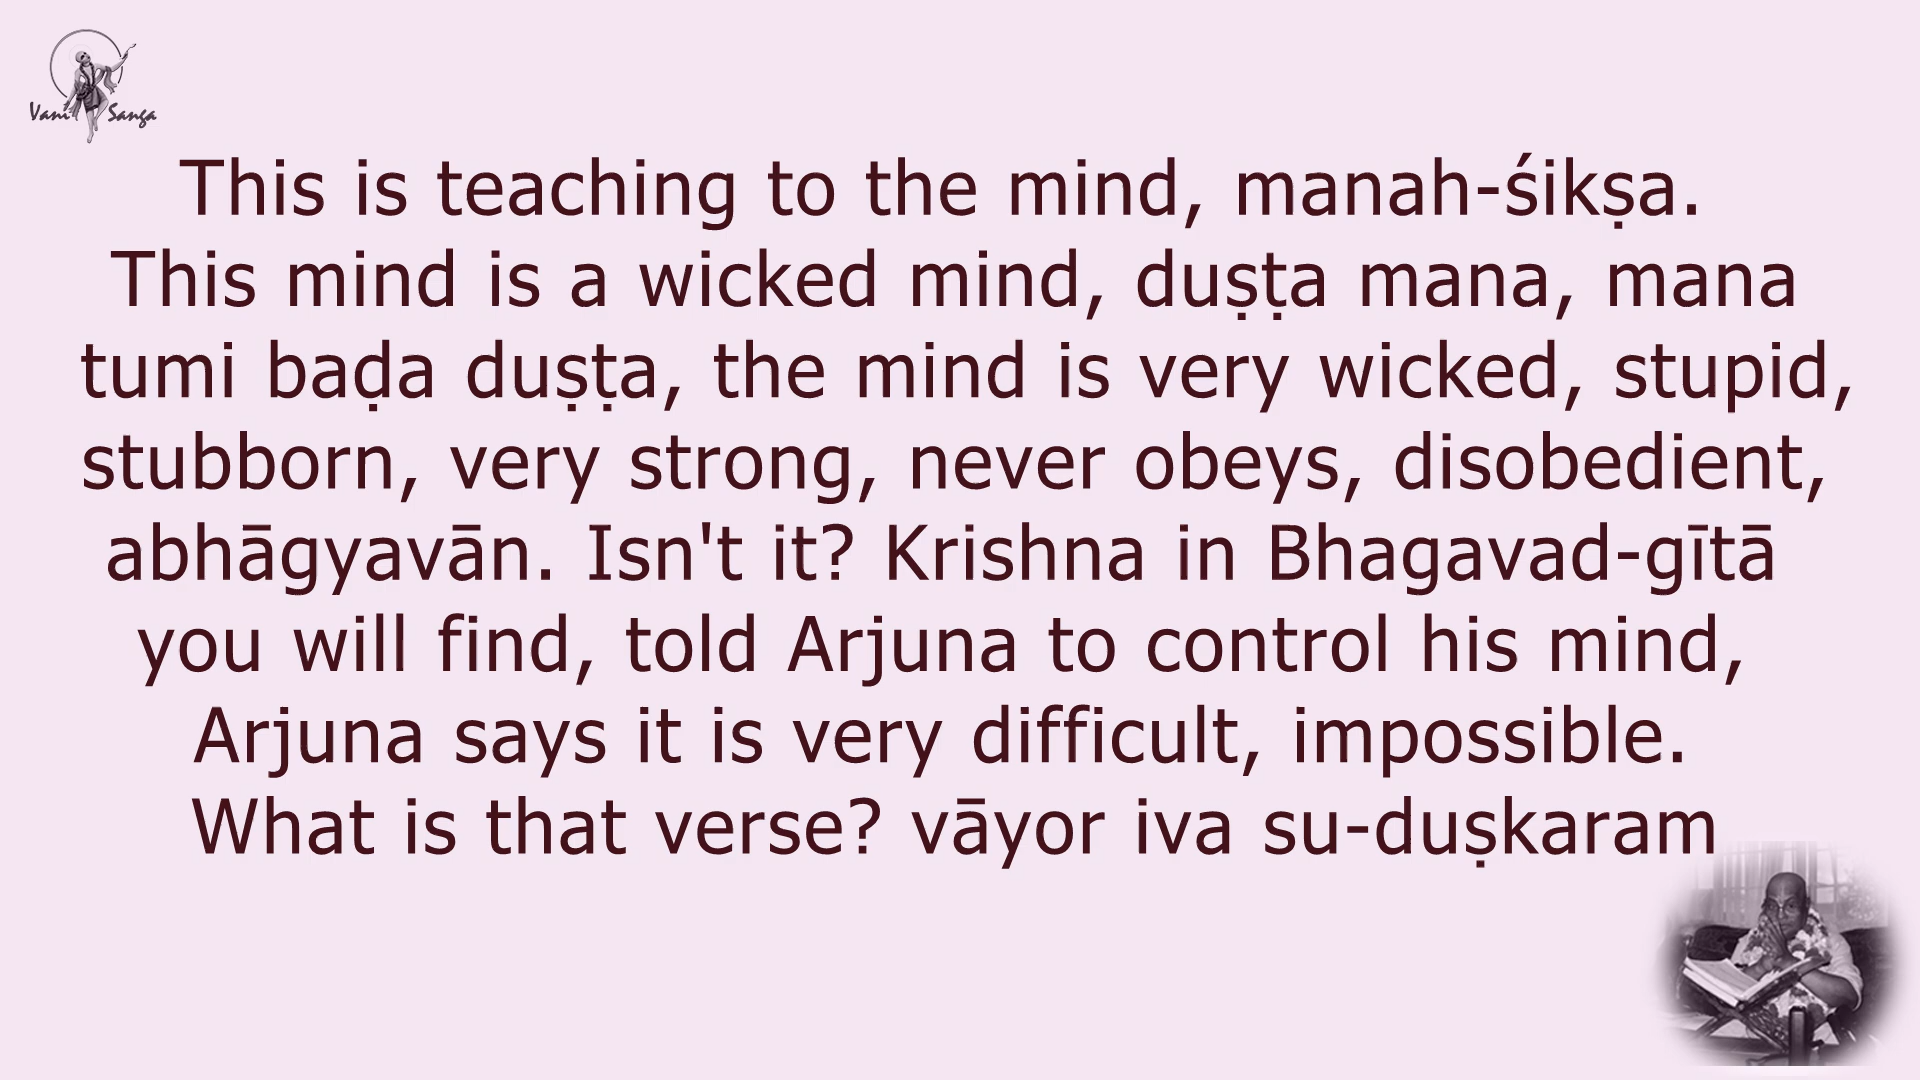 Vani Sanga
This is teaching to the mind, manah-śikṣa.
This mind is a wicked mind, duṣṭa mana, mana
tumi baḍa duṣṭa, the mind is very wicked, stupid,
stubborn, very strong, never obeys, disobedient,
abhāgyavān. Isn't it? Krishna in Bhagavad-gītā
you will find, told Arjuna to control his mind,
Arjuna says it is very difficult, impossible.
What is that verse? vāyor iva su-duṣkaram